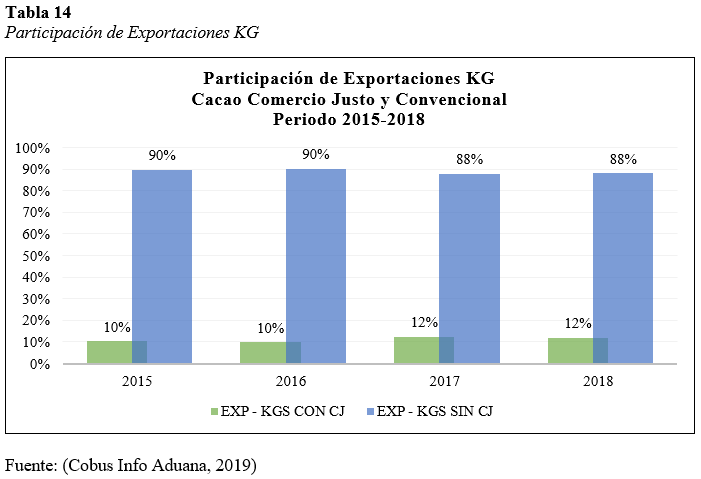 Tabla 14
Participación de Exportaciones KG
Participación de Exportaciones KG
Cacao Comercio Justo y Convencional
Periodo 2015-2018
100%
90%
80%
70%
60%
50%
40%
30%
20%
10%
0%
90%
90%
88%
88%
10%
10%
12%
12%
2015
2016
2017
2018
EXP - KGS CON CJ
EXP - KGS SIN CJ
Fuente: (Cobus Info Aduana, 2019)